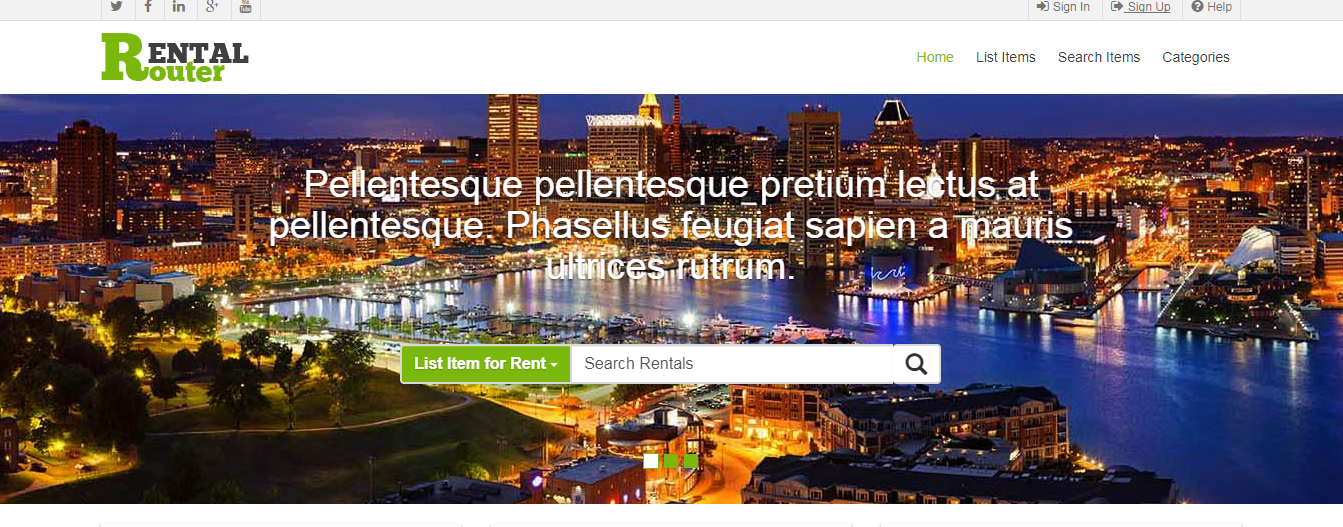 Sign In
Sign Up
Help
RENTAL
Router
Home
List Items
Search Items
Categories
Pellentesque pellentesque pretium lectus at
pellentesque. Phasellus feugiat sapien a mauris
ultrices rutrum.
List Item for Rent
Search Rentals